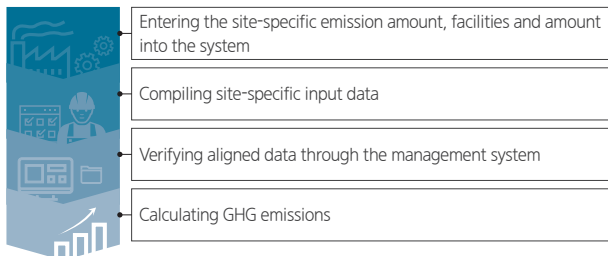 Entering the site-specific emission amount, facilities and amount
into the system
Compiling site-specific input data
Verifying aligned data through the management system
Calculating GHG emissions